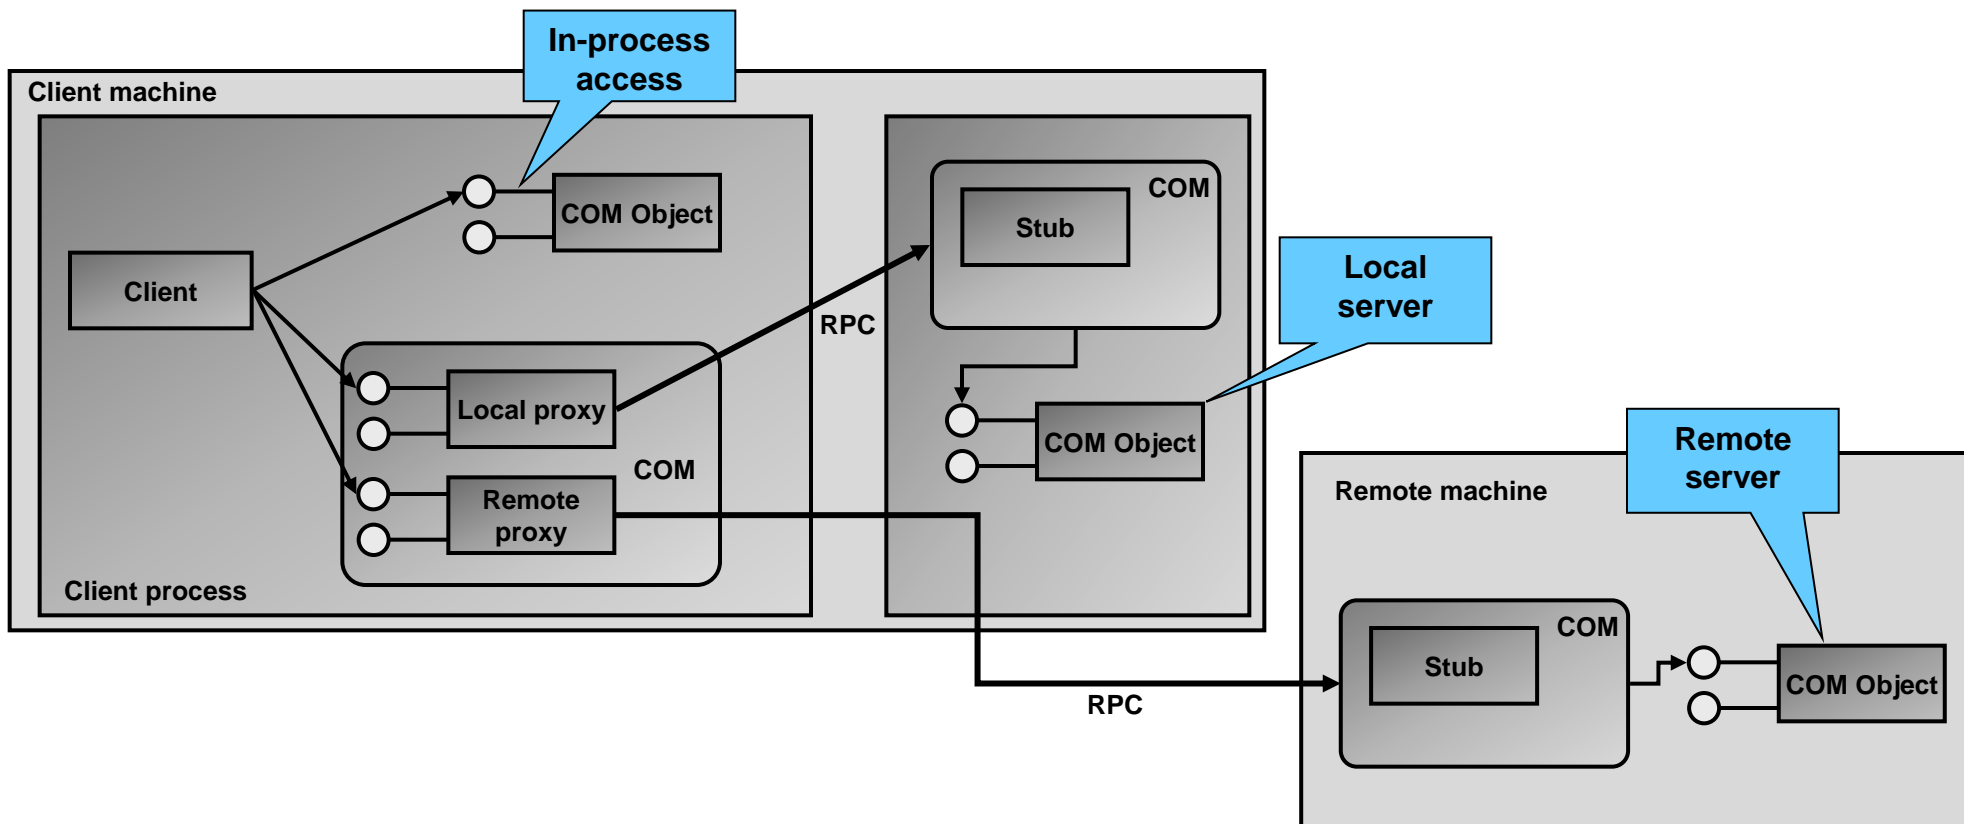 In-process
access
Client machine
COM
COM Object
Stub
Client
Local
server
RPC
Local proxy
COM Object
Remote
server
COM
Remote machine
Remote
proxy
Client process
COM
Stub
COM Object
RPC